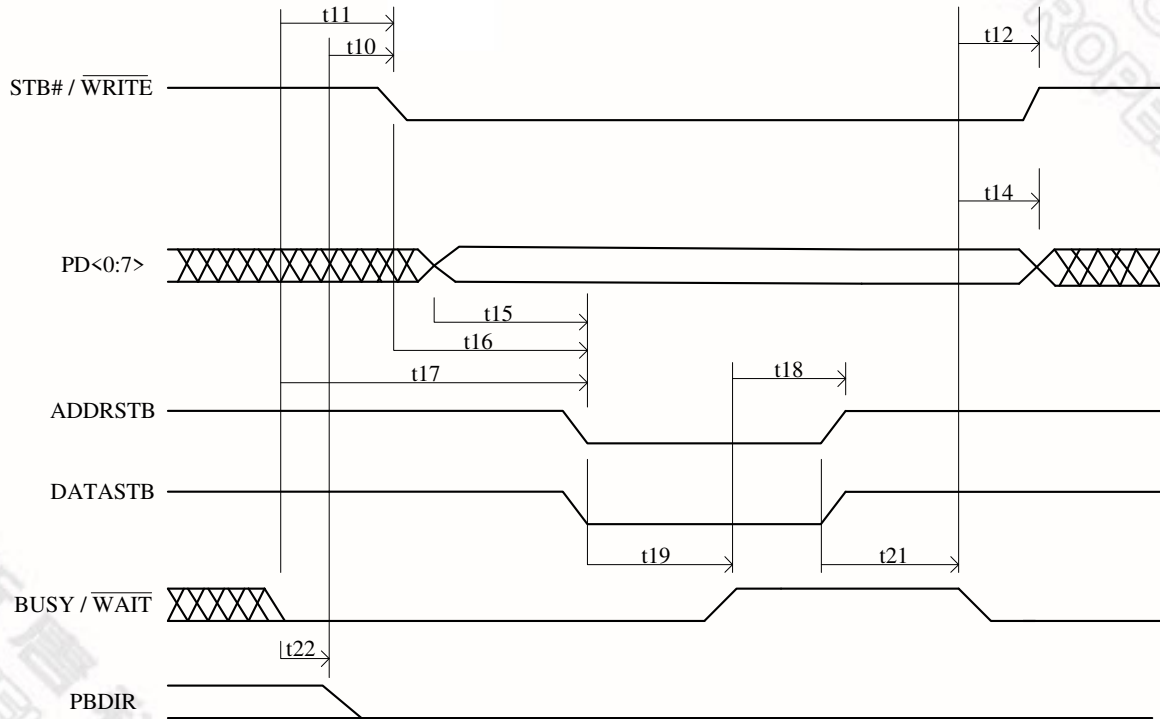 t11
t10
t12
STB# / WRITE
t14
PD<0:7>
t15
t16
t17
t18
ADDRSTB
DATASTB
t19
t21
BUSY / WAIT
t22
PBDIR